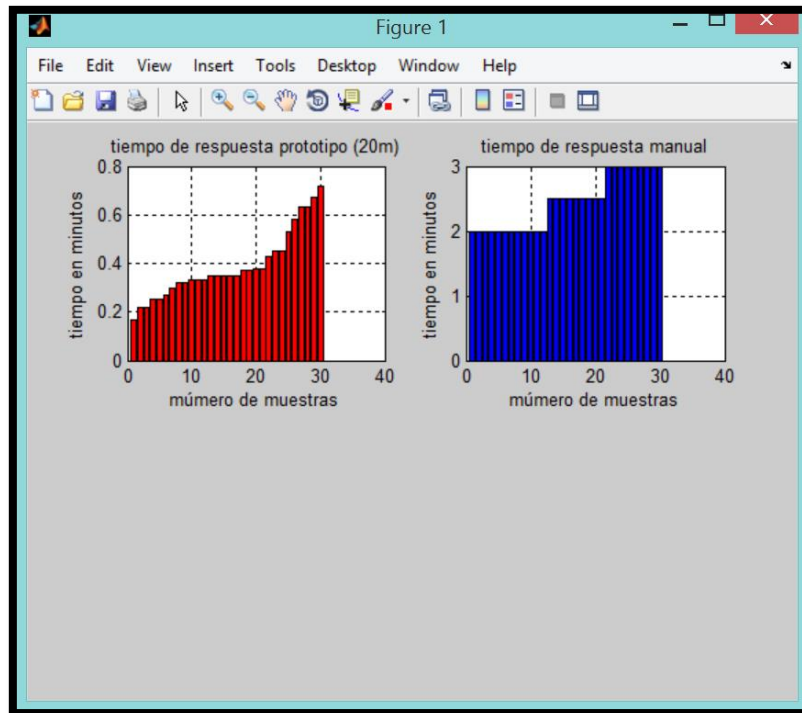 Figure 1
File Edit View Insert Tools Desktop Window Help
tiempo de respuesta prototipo (20m)
0.8
0.6
0.4
0.2
0
tiempo en minutos
0 10 20 30 40
múmero de muestras
tiempo de respuesta manual
3
2
1
0
tiempo en minutos
0 10 20 30 40
múmero de muestras